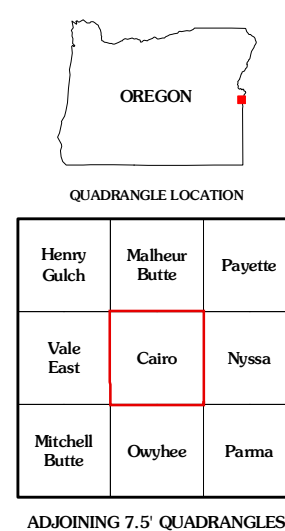 OREGON
QUADRANGLE LOCATION
Henry
Gulch
Malheur
Butte
Payette
Vale
East
Cairo
Nyssa
Mitchell
Butte
Owyhee
Parma
ADJOINING 7.5' QUADRANGLES